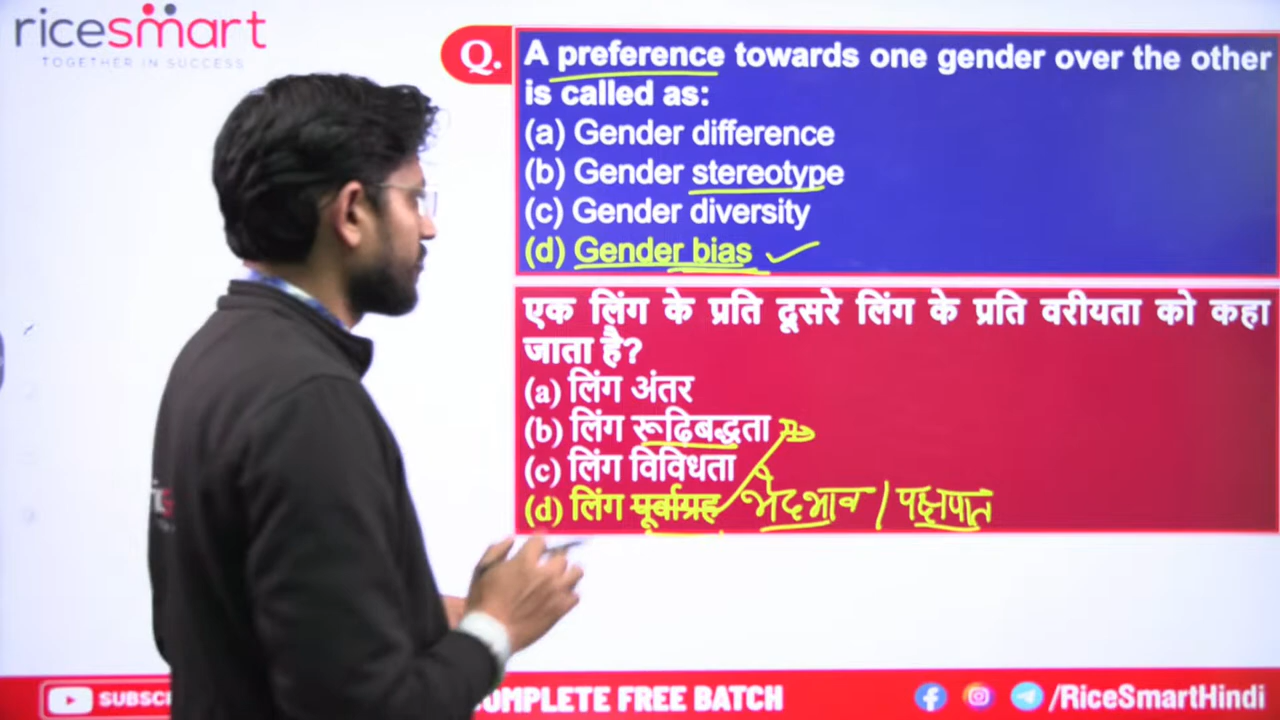 ricesmart
TOGETHER IN SUCCESS
Q.
A preference towards one gender over the other
is called as:
(a) Gender difference
(b) Gender stereotype
(c) Gender diversity
(d) Gender bias
एक लिंग के प्रति दूसरे लिंग के प्रति वरीयता को कहा
जाता है?
(a) लिंग अंतर
(b) लिंग रूढ़िबद्धता
(c) लिंग विविधता
(d) लिंग पूर्वाग्रह भेदभाव / पक्षपात
COMPLETE FREE BATCH
/RiceSmartHindi